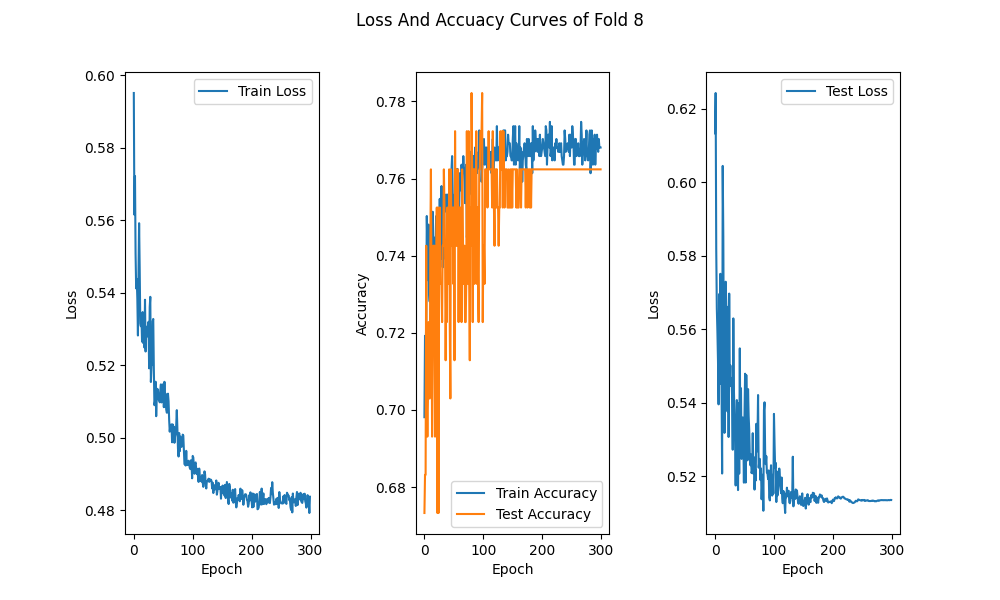 Loss And Accuacy Curves of Fold 8
Loss
0.60
0.58
0.56
0.54
0.52
0.50
0.48
Train Loss
0 100 200 300
Epoch
Accuracy
0.78
0.76
0.74
0.72
0.70
0.68
Train Accuracy
Test Accuracy
0 100 200 300
Epoch
Loss
0.62
0.60
0.58
0.56
0.54
0.52
Test Loss
0 100 200 300
Epoch